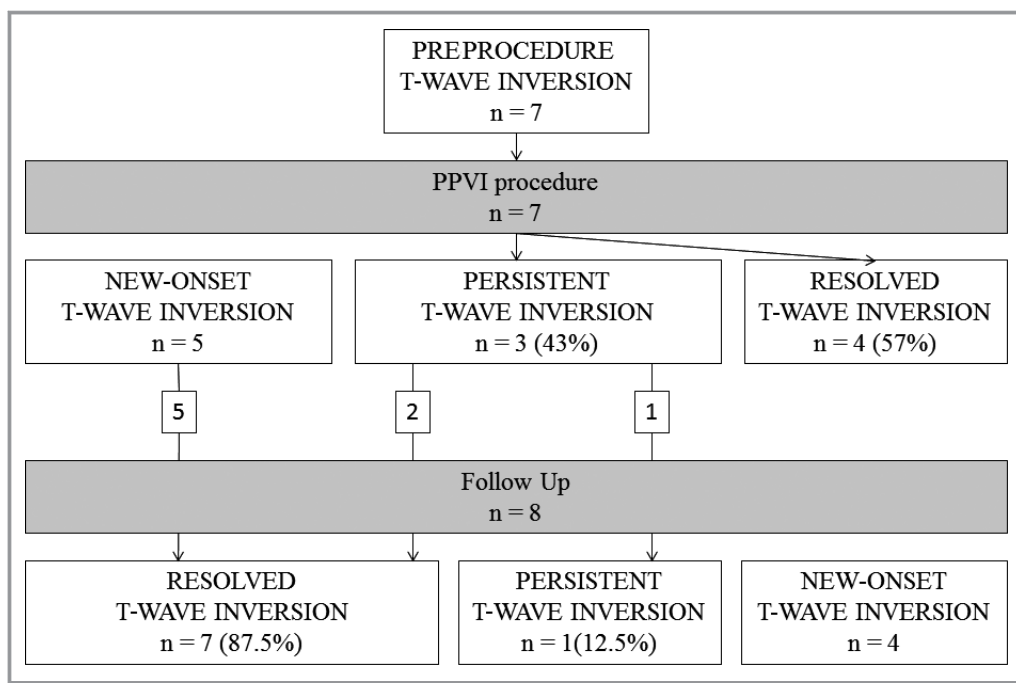 PREPROCEDURE
T-WAVE INVERSION
n = 7
PPVI procedure
n = 7
NEW-ONSET
T-WAVE INVERSION
n = 5
PERSISTENT
T-WAVE INVERSION
n = 3 (43%)
RESOLVED
T-WAVE INVERSION
n = 4 (57%)
5
2
1
Follow Up
n = 8
RESOLVED
T-WAVE INVERSION
n = 7 (87.5%)
PERSISTENT
T-WAVE INVERSION
n = 1(12.5%)
NEW-ONSET
T-WAVE INVERSION
n = 4